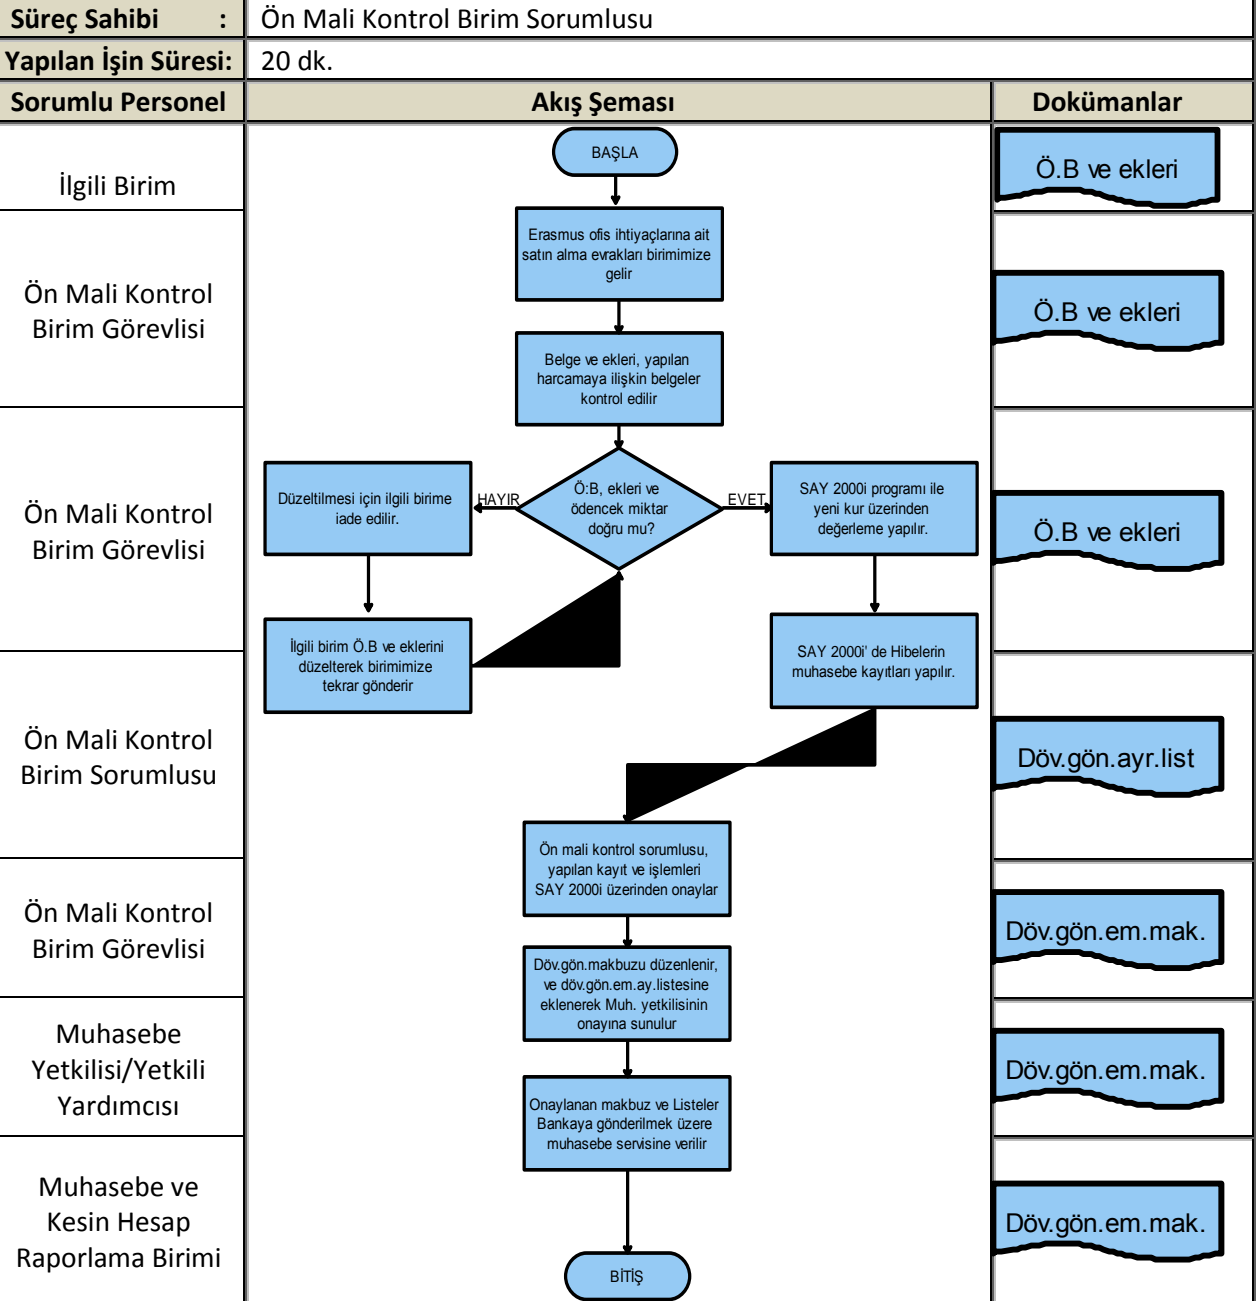 Süreç Sahibi : Ön Mali Kontrol Birim Sorumlusu
Yapılan İşin Süresi: 20 dk.
Sorumlu Personel Akış Şeması Dokümanlar
BAŞLA
İlgili Birim
Ö.B ve ekleri
Erasmus ofis ihtiyaçlarına ait
satın alma evrakları birimimize
gelir
Ön Mali Kontrol
Birim Görevlisi
Ö.B ve ekleri
Belge ve ekleri, yapılan
harcamaya ilişkin belgeler
kontrol edilir
Ön Mali Kontrol
Birim Görevlisi
Düzeltilmesi için ilgili birime
iade edilir.
HAYIR
Ö:B, ekleri ve
ödencek miktar
doğru mu?
EVET
SAY 2000i programı ile
yeni kur üzerinden
değerleme yapılır.
Ö.B ve ekleri
İlgili birim Ö.B ve eklerini
düzelterek birimimize
tekrar gönderir
SAY 2000i' de Hibelerin
muhasebe kayıtları yapılır.
Ön Mali Kontrol
Birim Sorumlusu
Döv.gön.ayr.list
Ön mali kontrol sorumlusu,
yapılan kayıt ve işlemleri
SAY 2000i üzerinden onaylar
Ön Mali Kontrol
Birim Görevlisi
Döv.gön.em.mak.
Döv.gön.makbuzu düzenlenir,
ve döv.gön.em.ay.listesine
eklenerek Muh. yetkilisinin
onayına sunulur
Muhasebe
Yetkilisi/Yetkili
Yardımcısı
Döv.gön.em.mak.
Onaylanan makbuz ve Listeler
Bankaya gönderilmek üzere
muhasebe servisine verilir
Muhasebe ve
Kesin Hesap
Raporlama Birimi
Döv.gön.em.mak.
BİTİŞ